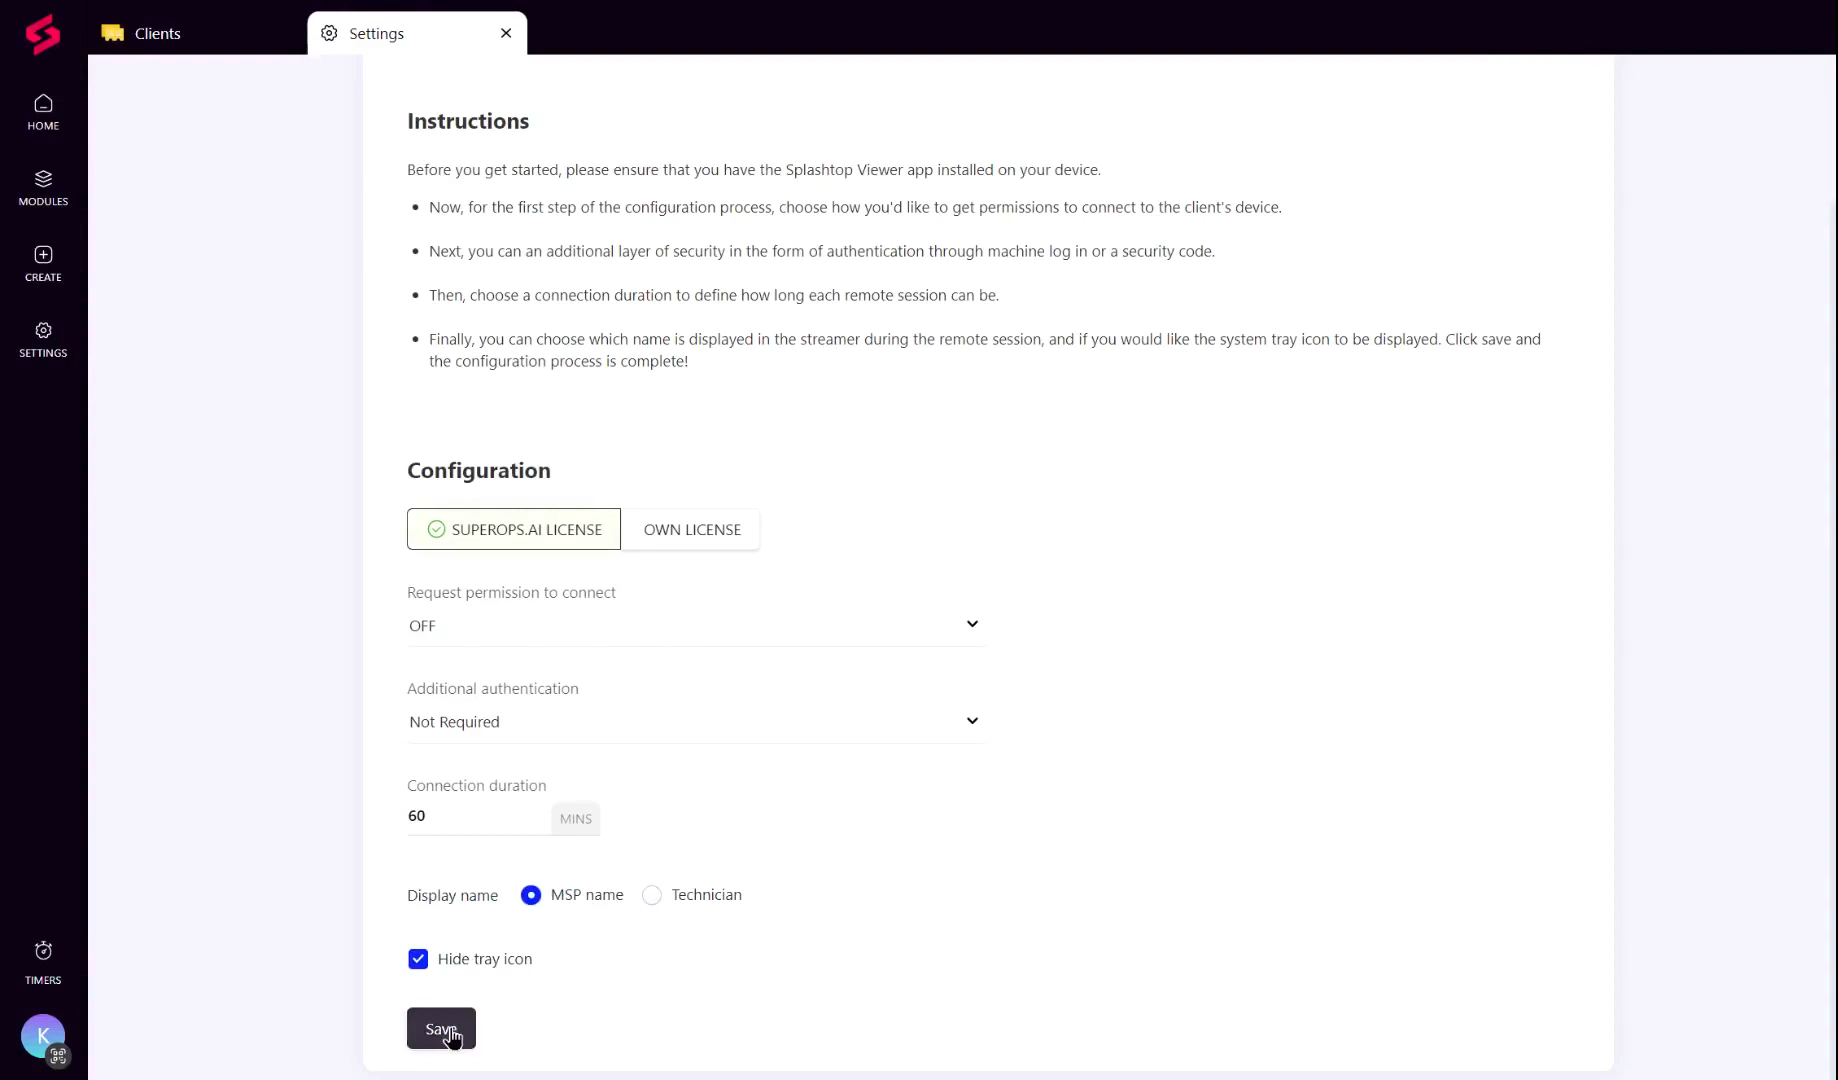 Clients
Settings
HOME
MODULES
CREATE
SETTINGS
TIMERS
K
Instructions
Before you get started, please ensure that you have the Splashtop Viewer app installed on your device.
Now, for the first step of the configuration process, choose how you'd like to get permissions to connect to the client's device.
Next, you can an additional layer of security in the form of authentication through machine log in or a security code.
Then, choose a connection duration to define how long each remote session can be.
Finally, you can choose which name is displayed in the streamer during the remote session, and if you would like the system tray icon to be displayed. Click save and
the configuration process is complete!
Configuration
SUPEROPS.AI LICENSE
OWN LICENSE
Request permission to connect
OFF
Additional authentication
Not Required
Connection duration
60 MINS
Display name MSP name Technician
Hide tray icon
Save